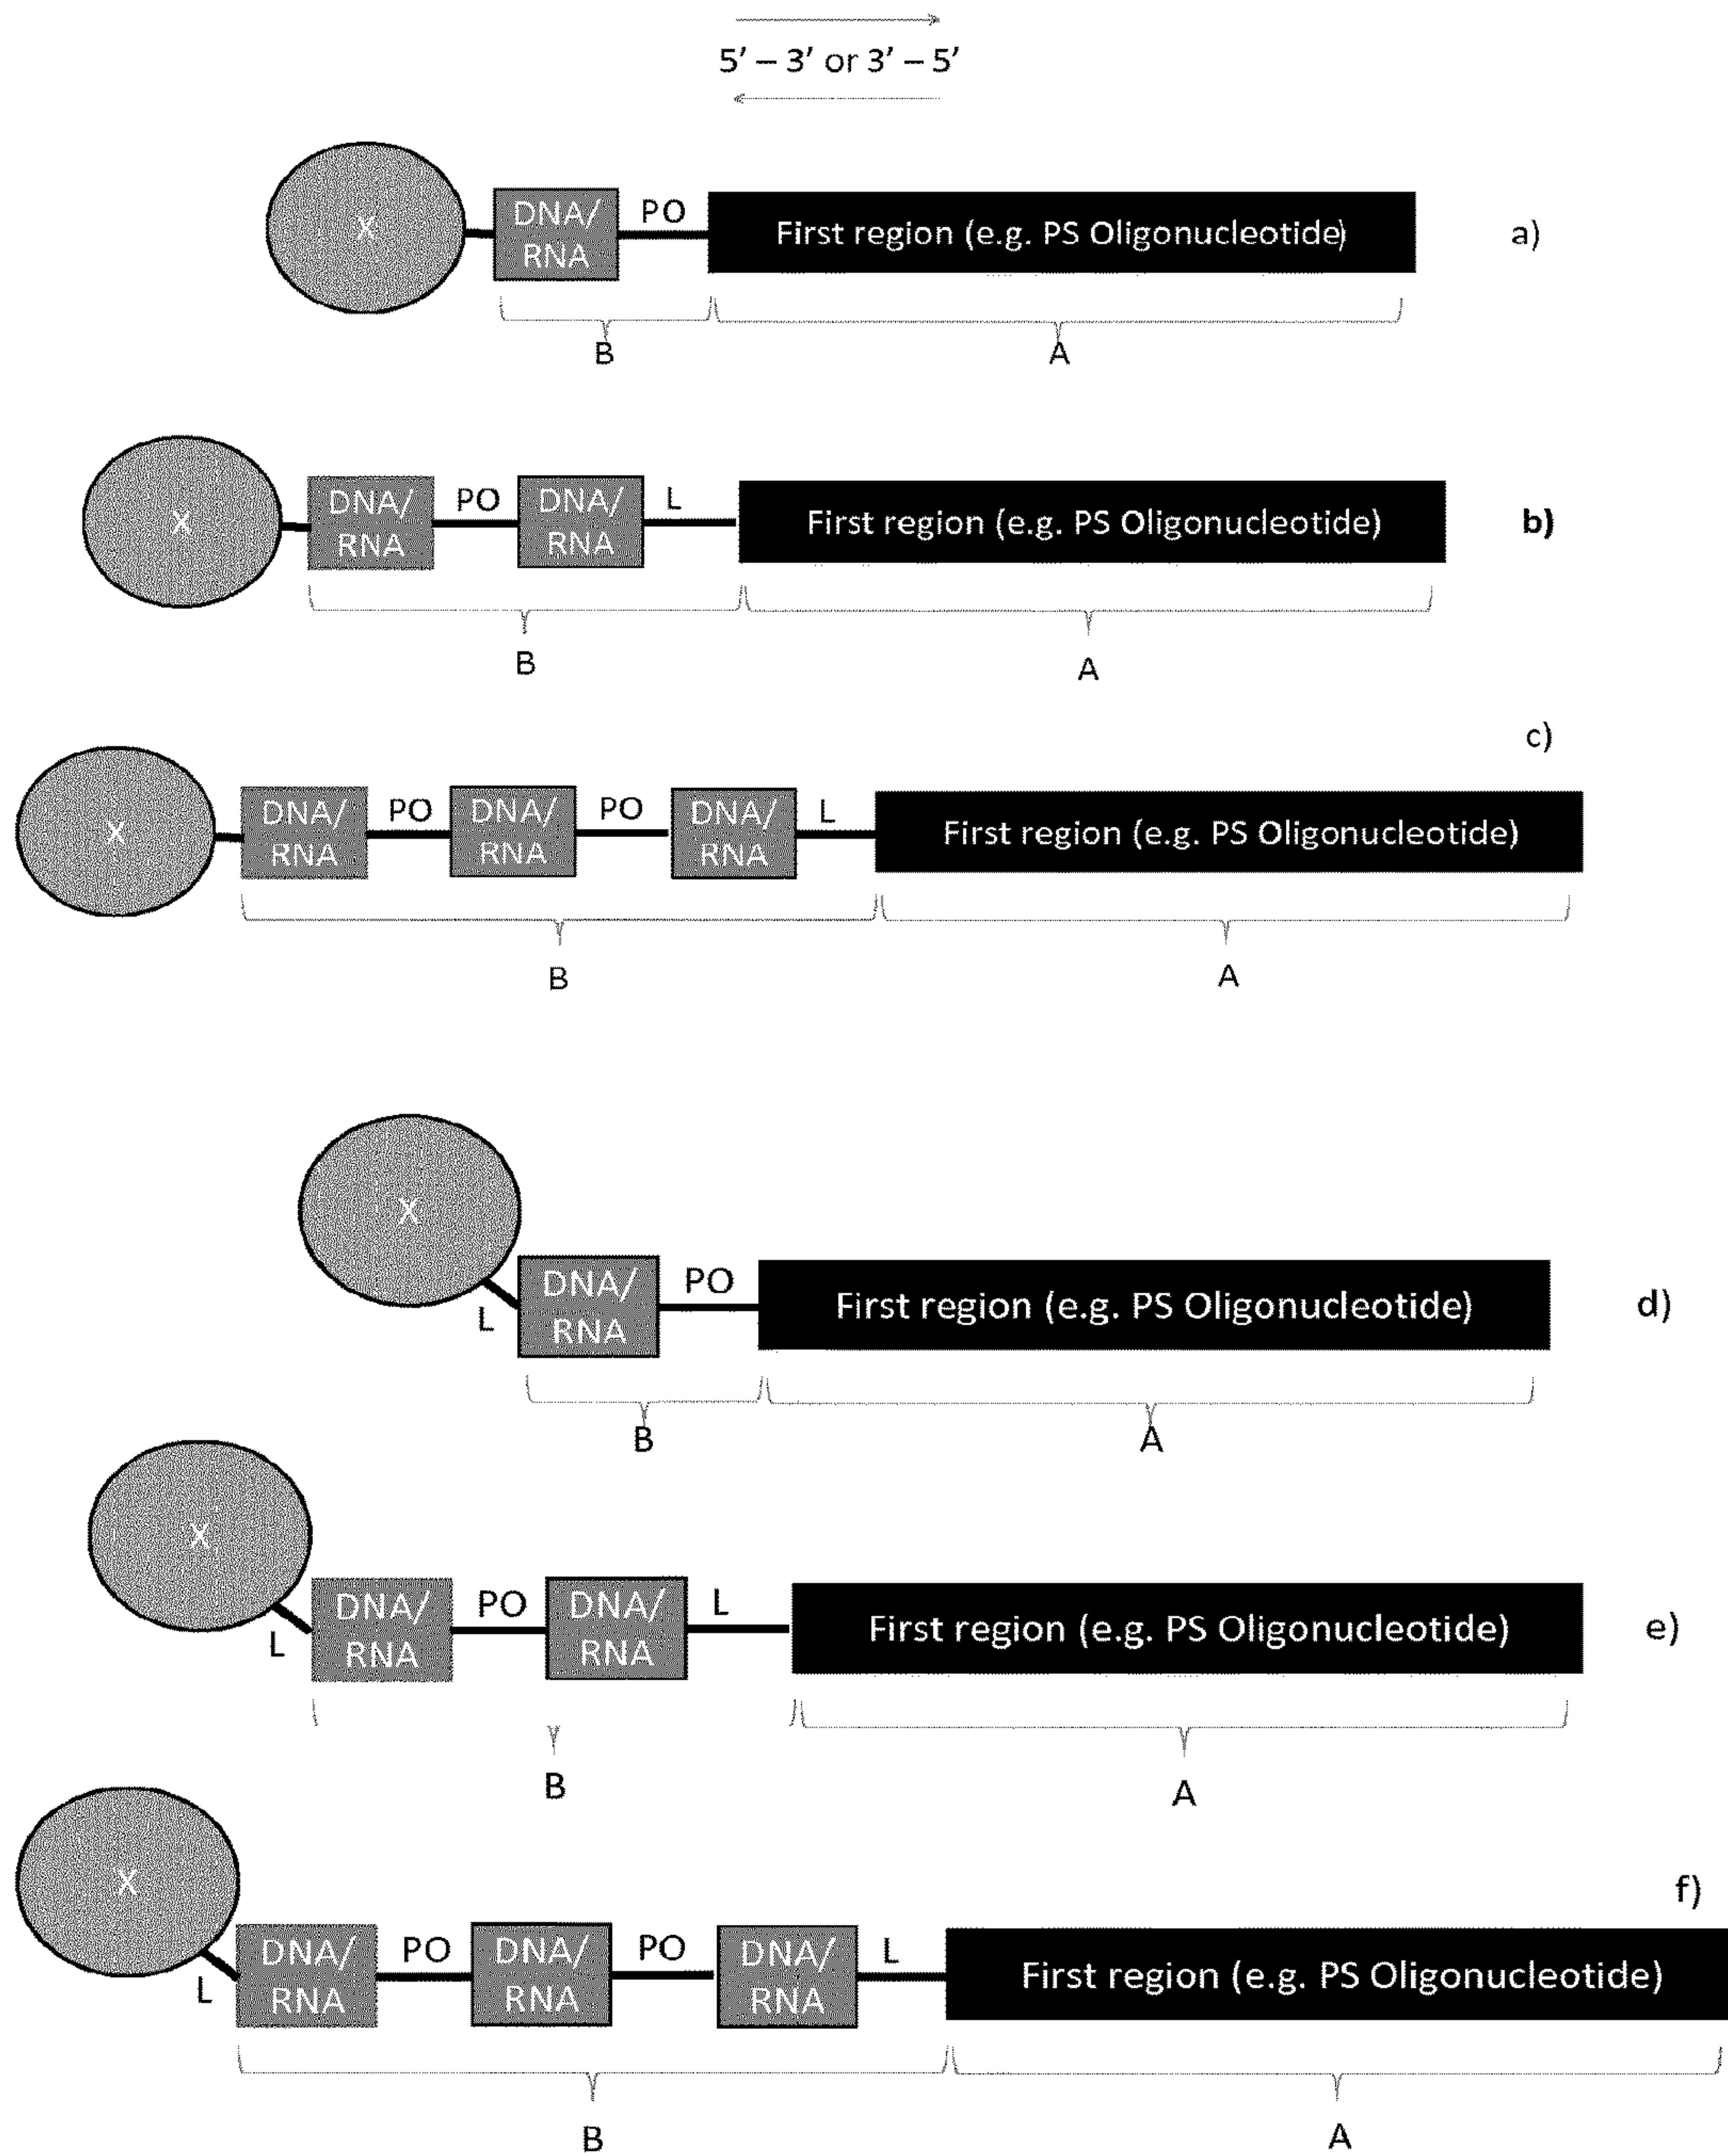 5’ – 3’ or 3’ – 5’
X
DNA/
RNA
PO
First region (e.g. PS Oligonucleotide)
a)
B
A
X
DNA/
RNA
PO
DNA/
RNA
L
First region (e.g. PS Oligonucleotide)
b)
B
A
c)
X
DNA/
RNA
PO
DNA/
RNA
PO
DNA/
RNA
L
First region (e.g. PS Oligonucleotide)
B
A
X
L
DNA/
RNA
PO
First region (e.g. PS Oligonucleotide)
d)
B
A
X
L
DNA/
RNA
PO
DNA/
RNA
L
First region (e.g. PS Oligonucleotide)
e)
B
A
X
f)
L
DNA/
RNA
PO
DNA/
RNA
PO
DNA/
RNA
L
First region (e.g. PS Oligonucleotide)
B
A